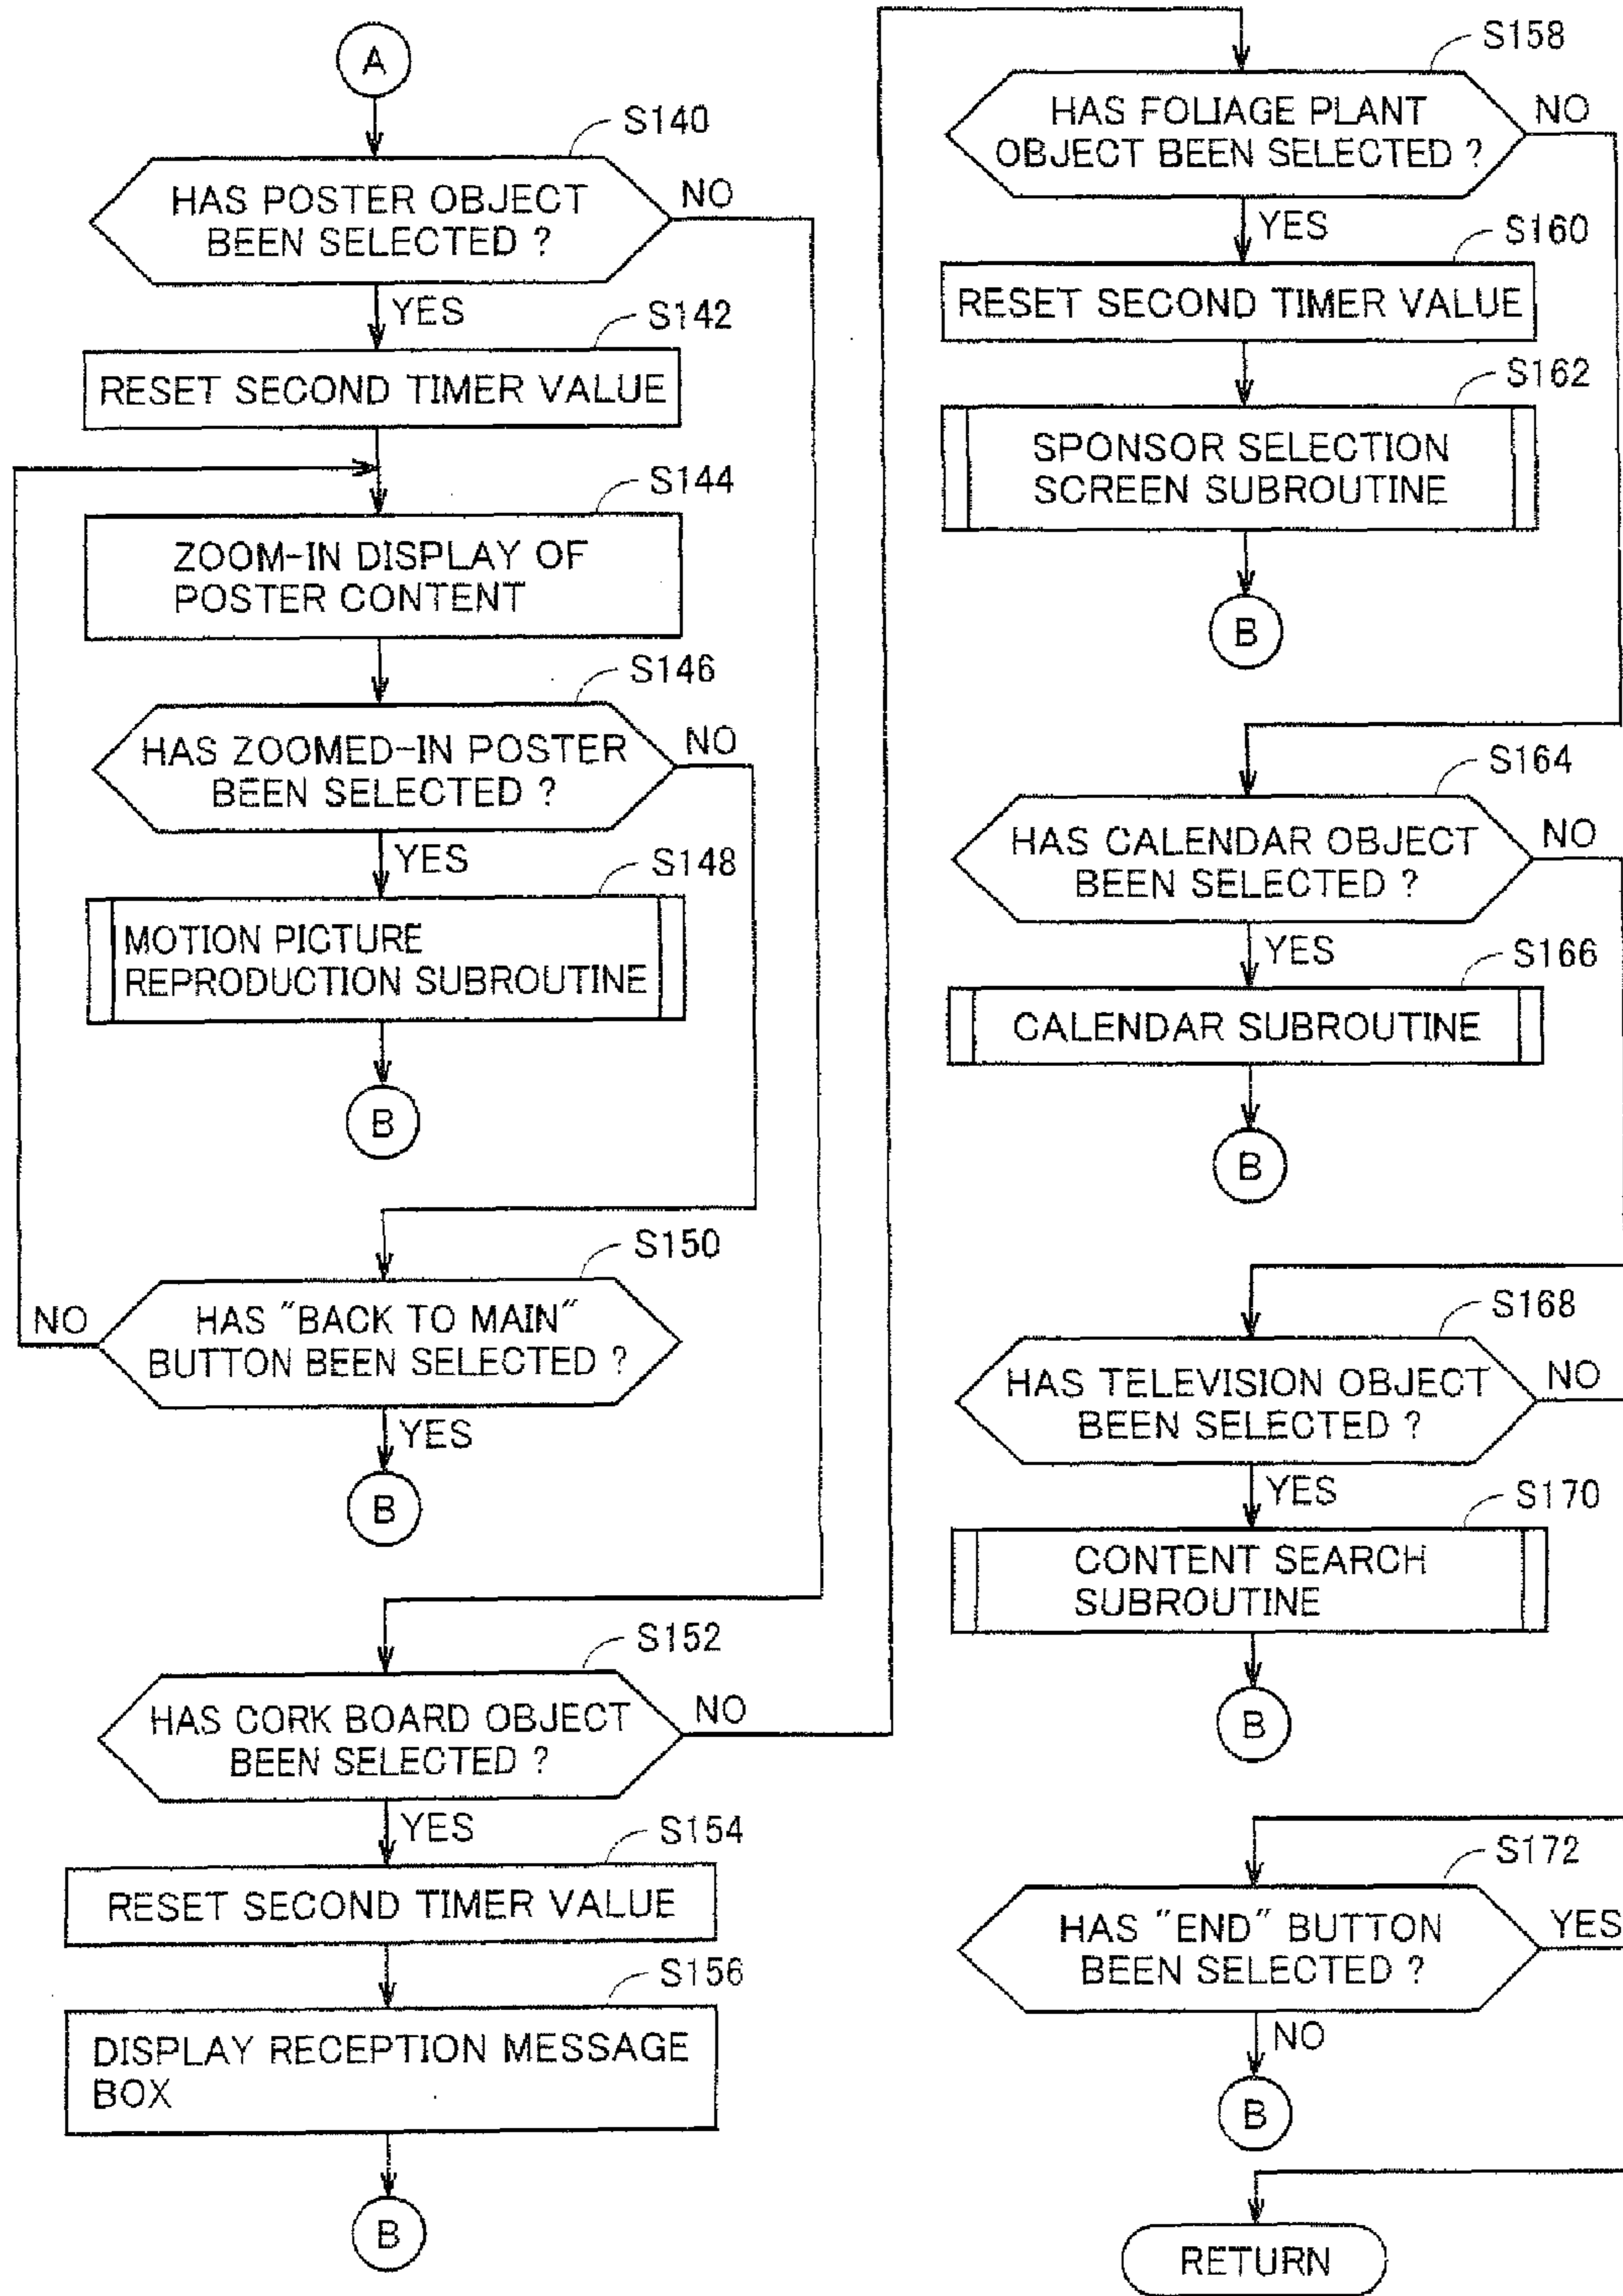 A
S140
HAS POSTER OBJECT
BEEN SELECTED ?
NO
YES
S142
RESET SECOND TIMER VALUE
S144
ZOOM-IN DISPLAY OF
POSTER CONTENT
S146
HAS ZOOMED-IN POSTER
BEEN SELECTED ?
NO
YES
S148
MOTION PICTURE
REPRODUCTION SUBROUTINE
B
S150
HAS "BACK TO MAIN"
BUTTON BEEN SELECTED ?
NO
YES
B
S152
HAS CORK BOARD OBJECT
BEEN SELECTED ?
NO
YES
S154
RESET SECOND TIMER VALUE
S156
DISPLAY RECEPTION MESSAGE
BOX
B
S158
HAS FOLIAGE PLANT
OBJECT BEEN SELECTED ?
NO
YES
S160
RESET SECOND TIMER VALUE
S162
SPONSOR SELECTION
SCREEN SUBROUTINE
B
S164
HAS CALENDAR OBJECT
BEEN SELECTED ?
NO
YES
S166
CALENDAR SUBROUTINE
B
S168
HAS TELEVISION OBJECT
BEEN SELECTED ?
NO
YES
S170
CONTENT SEARCH
SUBROUTINE
B
S172
HAS "END" BUTTON
BEEN SELECTED ?
YES
NO
B
RETURN